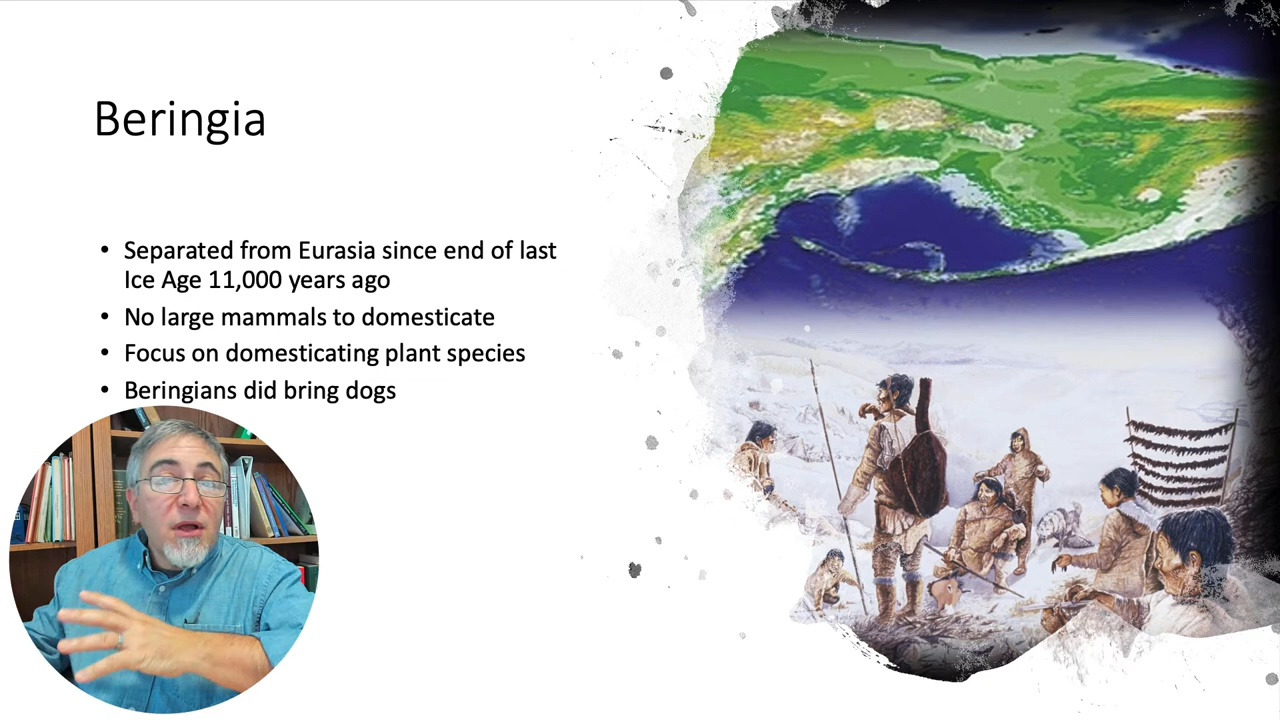 Beringia
• Separated from Eurasia since end of last
Ice Age 11,000 years ago
• No large mammals to domesticate
• Focus on domesticating plant species
• Beringians did bring dogs